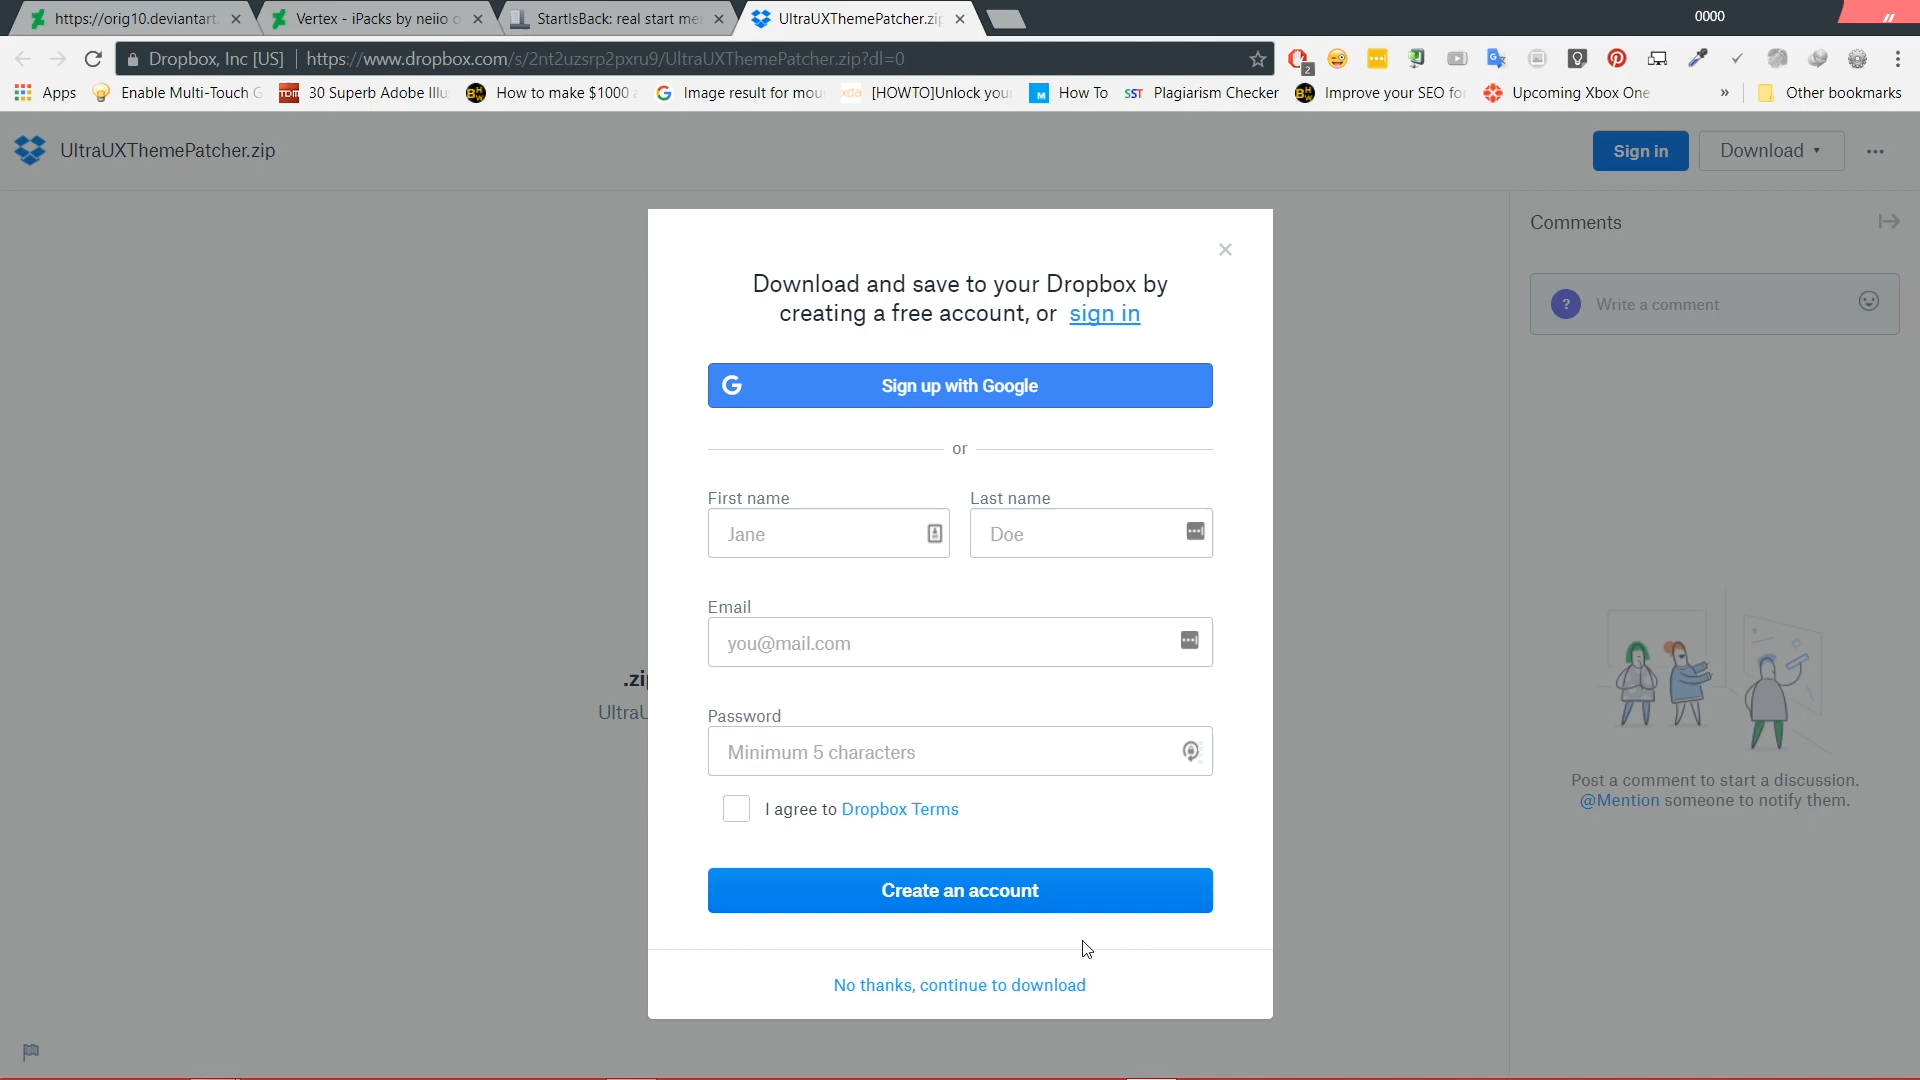 https://orig10.deviantart.
Vertex - iPacks by neiio o
StartIsBack: real start me
UltraUXThemePatcher.zip
0000
Dropbox, Inc [US]
https://www.dropbox.com/s/2nt2uzsrp2pxru9/UltraUXThemePatcher.zip?dl=0
2
Apps
Enable Multi-Touch G
30 Superb Adobe Illu
How to make $1000
Image result for mou
[HOWTO]Unlock you
How To
SST
Plagiarism Checker
Improve your SEO fo
Upcoming Xbox One
»
Other bookmarks
UltraUXThemePatcher.zip
Sign in
Download
Comments
Write a comment
Download and save to your Dropbox by
creating a free account, or sign in
Sign up with Google
or
First name
Last name
Jane
Doe
Email
you@mail.com
.zip
UltraU
Password
Minimum 5 characters
I agree to Dropbox Terms
Create an account
No thanks, continue to download
Post a comment to start a discussion.
@Mention someone to notify them.